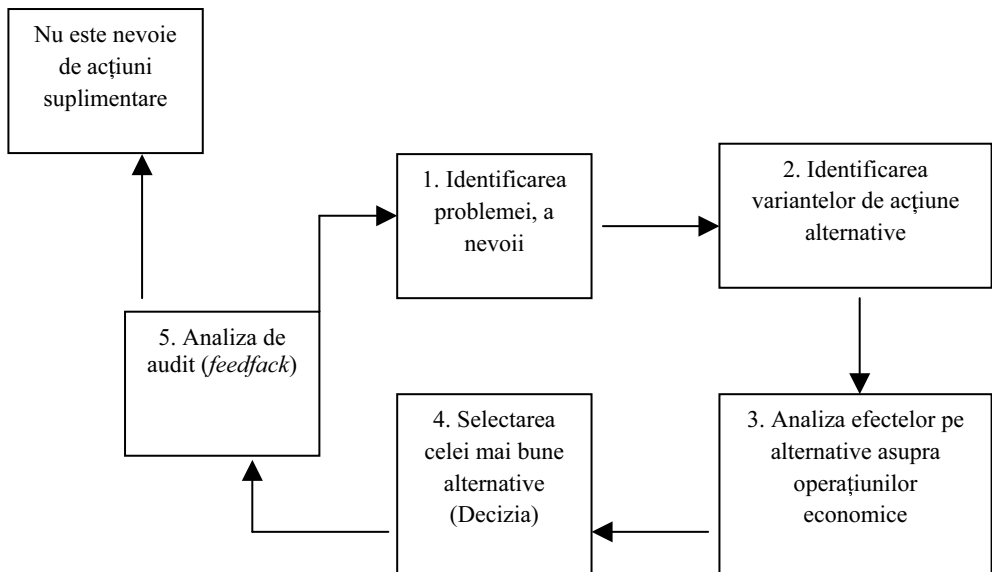 Nu este nevoie
de acțiuni
suplimentare
1. Identificarea
problemei, a
nevoii
2. Identificarea
variantelor de acțiune
alternative
3. Analiza efectelor pe
alternative asupra
operațiunilor
economice
4. Selectarea
celei mai bune
alternative
(Decizia)
5. Analiza de
audit (feedfack)